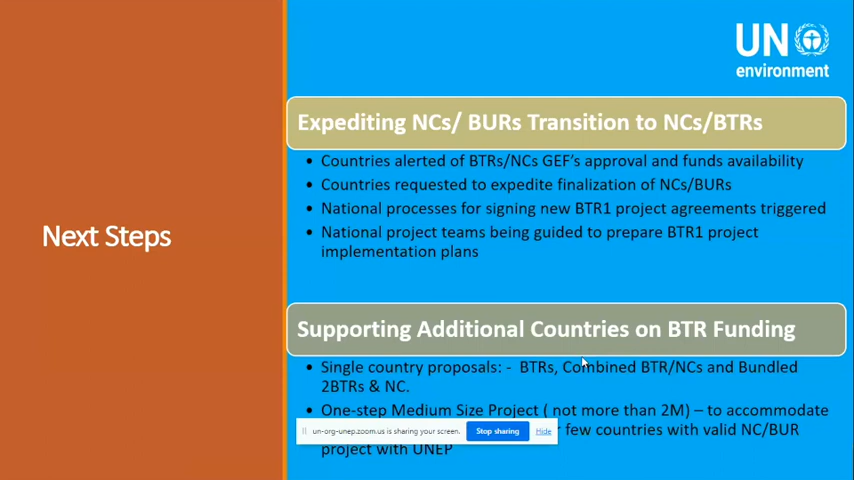 UN
environment
Expediting NCs/ BURs Transition to NCs/BTRs
• Countries alerted of BTRs/NCs GEF's approval and funds availability
• Countries requested to expedite finalization of NCs/BURs
• National processes for signing new BTR1 project agreements triggered
• National project teams being guided to prepare BTR1 project
implementation plans
Next Steps
Supporting Additional Countries on BTR Funding
• Single country proposals: - BTRs, Combined BTR/NCs and Bundled
2BTRs & NC.
• One-step Medium Size Project ( not more than 2M) – to accommodate
few countries with valid NC/BUR
un-org-unep.zoom.us is sharing your screen. Stop sharing Hide
project with UNEP